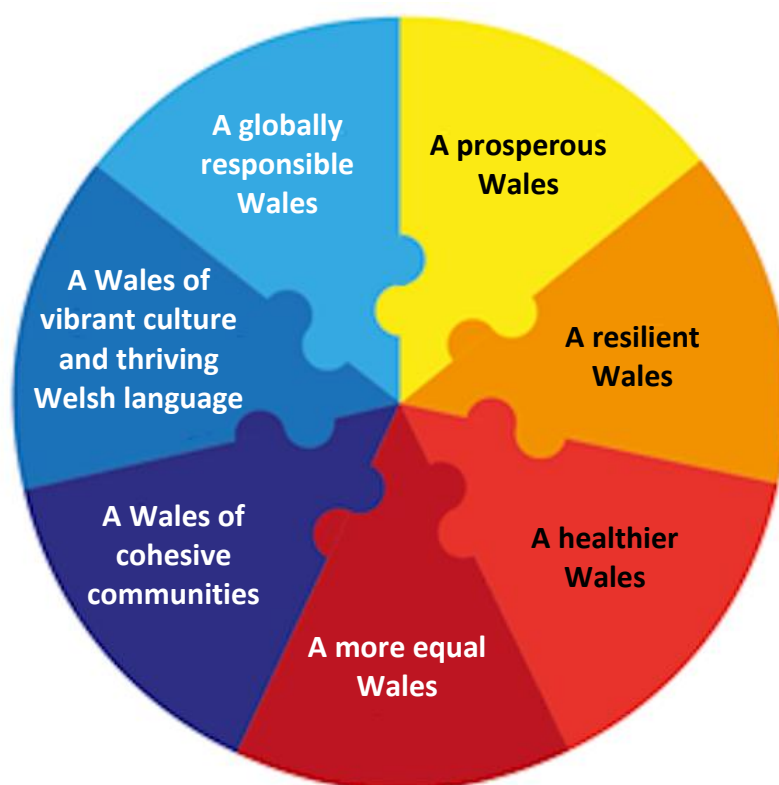 A globally
responsible
Wales
A prosperous
Wales
A resilient
Wales
A healthier
Wales
A more equal
Wales
A Wales of
cohesive
communities
A Wales of
vibrant culture
and thriving
Welsh language